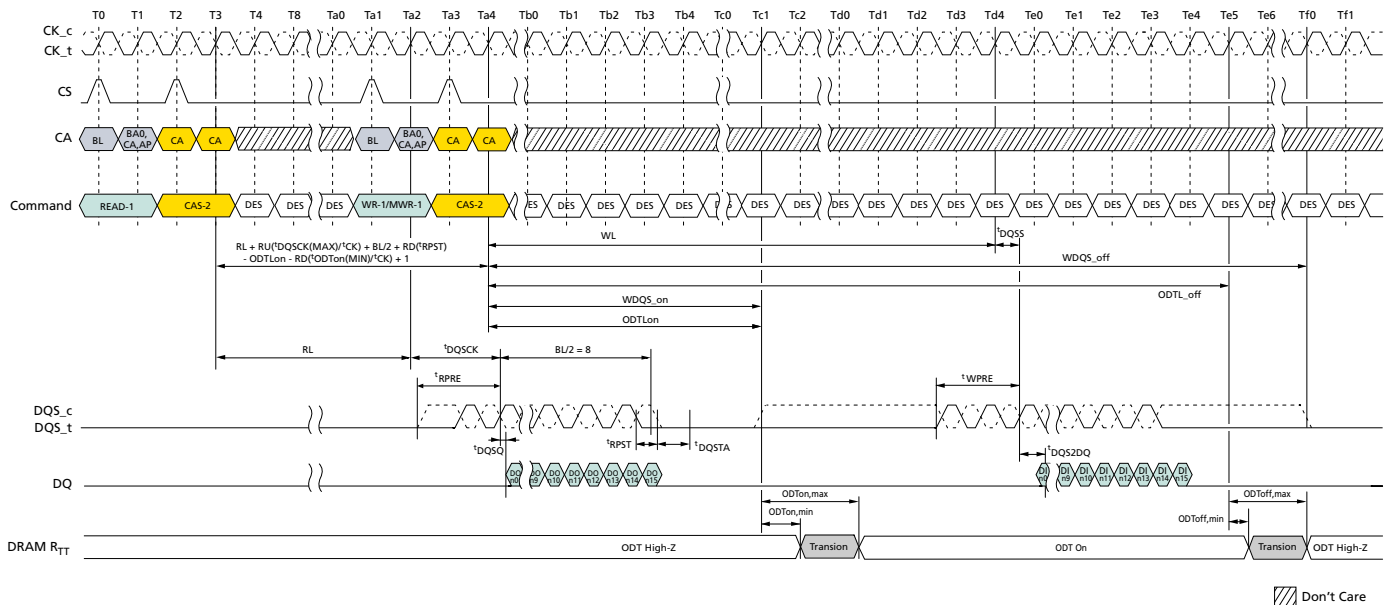 T0 T1 T2 T3 T4 T8 Ta0 Ta1 Ta2 Ta3 Ta4 Tb0 Tb1 Tb2 Tb3 Tb4 Tc0 Tc1 Tc2 Td0 Td1 Td2 Td3 Td4 Te0 Te1 Te2 Te3 Te4 Te5 Te6 Tf0 Tf1
CK_c
CK_t
CS
CA
BL BA0, CA,AP CA CA BL BA0, CA,AP CA CA
Command
READ-1 CAS-2 DES DES DES WR-1/MWR-1 CAS-2 DES DES DES DES DES DES DES DES DES DES DES DES DES DES DES DES DES DES DES DES DES DES
WL tDQSS
RL + RU(tDQSCK(MAX)/tCK) + BL/2 + RD(tRPST)
- ODTLon - RD(tODTon(MIN)/tCK) + 1
WDQS_off
ODTL_off
WDQS_on
ODTLon
RL tDQSCK BL/2 = 8
tRPRE tWPRE
DQS_c
DQS_t
tDQSQ tRPST tDQSTA tDQS2DQ
DQ
DO n0 DO n9 DO n10 DO n11 DO n12 DO n13 DO n14 DO n15 DI n0 DI n9 DI n10 DI n11 DI n12 DI n13 DI n14 DI n15
ODTon,max ODToff,max
ODTon,min ODToff,min
DRAM RTT
ODT High-Z Transion ODT On Transion ODT High-Z
Don't Care